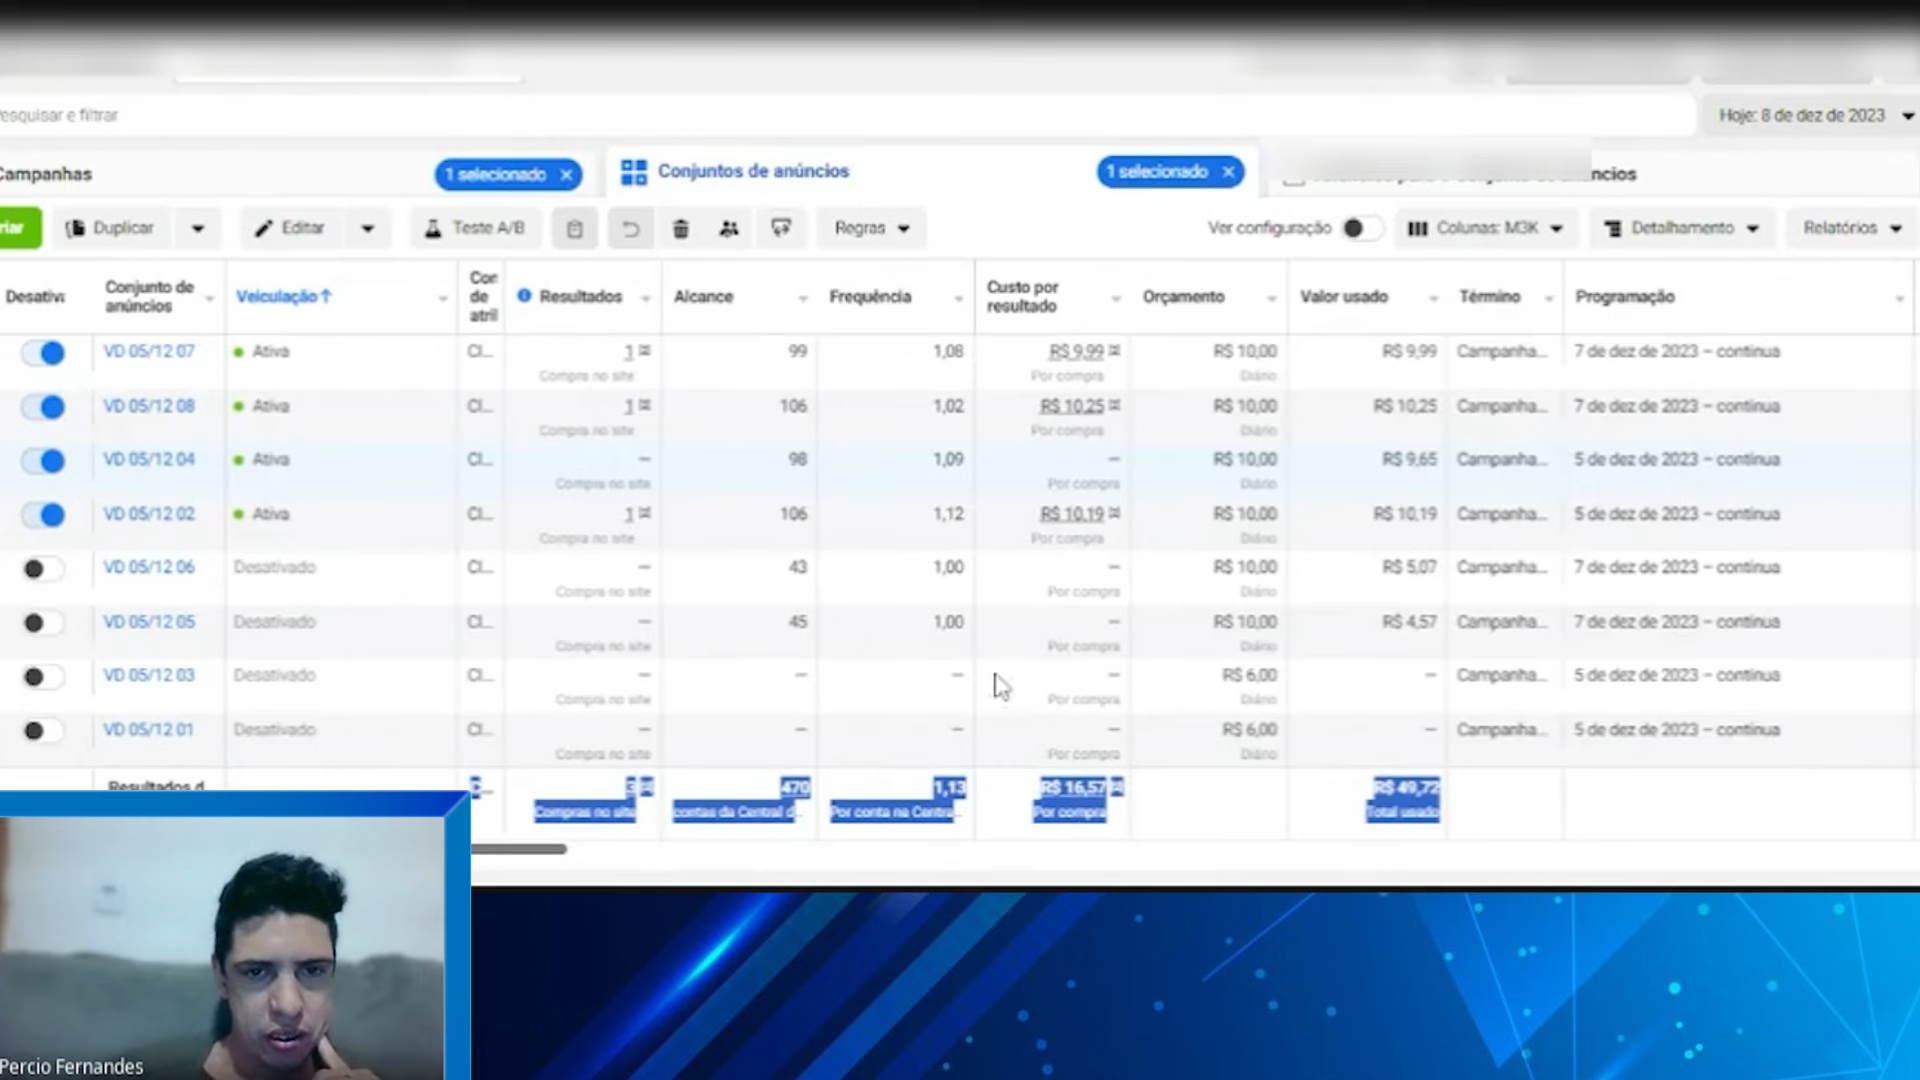 esquisar e filtrar
Hoje: 8 de dez de 2023
Campanhas
1 selecionado ×
Conjuntos de anúncios
1 selecionado ×
ncios
riar
Duplicar
Editar
Teste A/B
Regras
Ver configuração
Colunas: M3K
Detalhamento
Relatórios
Desativ
Conjunto de anúncios
Veiculação↑
Con de atril
Resultados
Alcance
Frequência
Custo por resultado
Orçamento
Valor usado
Término
Programação
VD 05/12 07 Ativa Cl... 1 99 1,08 R$ 9,99 R$ 10,00 R$ 9,99 Campanha... 7 de dez de 2023 – contínua
Compra no site Por compra Diário
VD 05/12 08 Ativa Cl... 1 106 1,02 R$ 10,25 R$ 10,00 R$ 10,25 Campanha... 7 de dez de 2023 – contínua
Compra no site Por compra Diário
VD 05/12 04 Ativa Cl... — 98 1,09 — R$ 10,00 R$ 9,65 Campanha... 5 de dez de 2023 – contínua
Compra no site Por compra Diário
VD 05/12 02 Ativa Cl... 1 106 1,12 R$ 10,19 R$ 10,00 R$ 10,19 Campanha... 5 de dez de 2023 – contínua
Compra no site Por compra Diário
VD 05/12 06 Desativado Cl... — 43 1,00 — R$ 10,00 R$ 5,07 Campanha... 7 de dez de 2023 – contínua
Compra no site Por compra Diário
VD 05/12 05 Desativado Cl... — 45 1,00 — R$ 10,00 R$ 4,57 Campanha... 7 de dez de 2023 – contínua
Compra no site Por compra Diário
VD 05/12 03 Desativado Cl... — — — — R$ 6,00 — Campanha... 5 de dez de 2023 – contínua
Compra no site Por compra Diário
VD 05/12 01 Desativado Cl... — — — — R$ 6,00 — Campanha... 5 de dez de 2023 – contínua
Compra no site Por compra Diário
Resultados d 3 470 1,13 R$ 16,57 R$ 49,72
Compras no site contas da Central d... Por conta na Centra... Por compra Total usado
Percio Fernandes